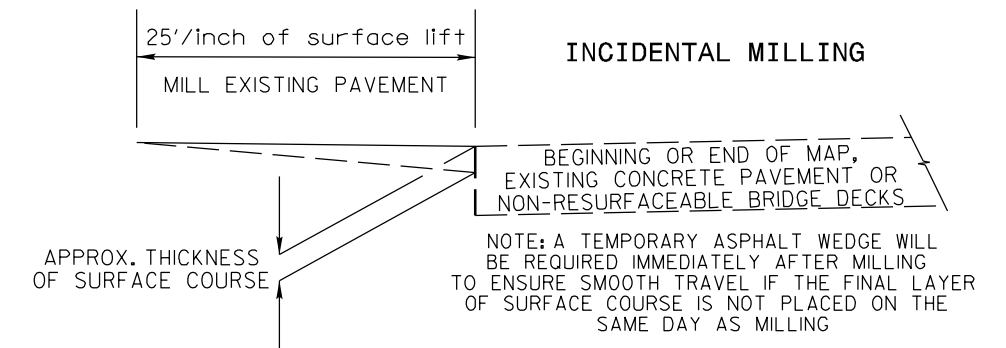 25'/inch of surface lift
INCIDENTAL MILLING
MILL EXISTING PAVEMENT
BEGINNING OR END OF MAP,
EXISTING CONCRETE PAVEMENT OR
NON-RESURFACEABLE BRIDGE DECKS
APPROX. THICKNESS
OF SURFACE COURSE
NOTE: A TEMPORARY ASPHALT WEDGE WILL
BE REQUIRED IMMEDIATELY AFTER MILLING
TO ENSURE SMOOTH TRAVEL IF THE FINAL LAYER
OF SURFACE COURSE IS NOT PLACED ON THE
SAME DAY AS MILLING